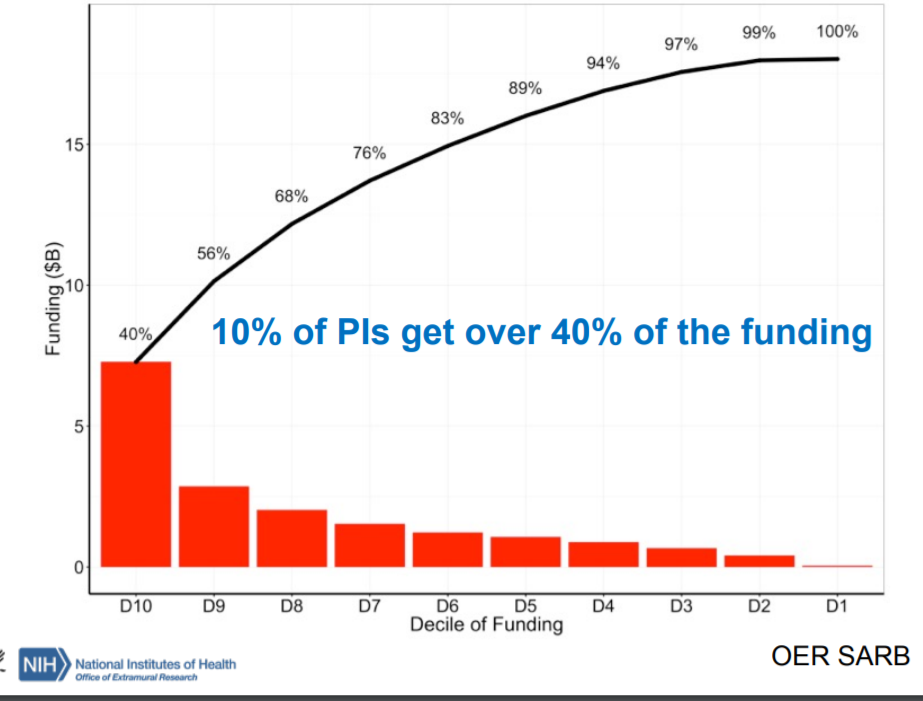 100%
99%
97%
94%
89%
83%
76%
68%
56%
40%
15
10
5
0
Funding ($B)
10% of PIs get over 40% of the funding
D10 D9 D8 D7 D6 D5 D4 D3 D2 D1
Decile of Funding
OER SARB
NIH
National Institutes of Health
Office of Extramural Research